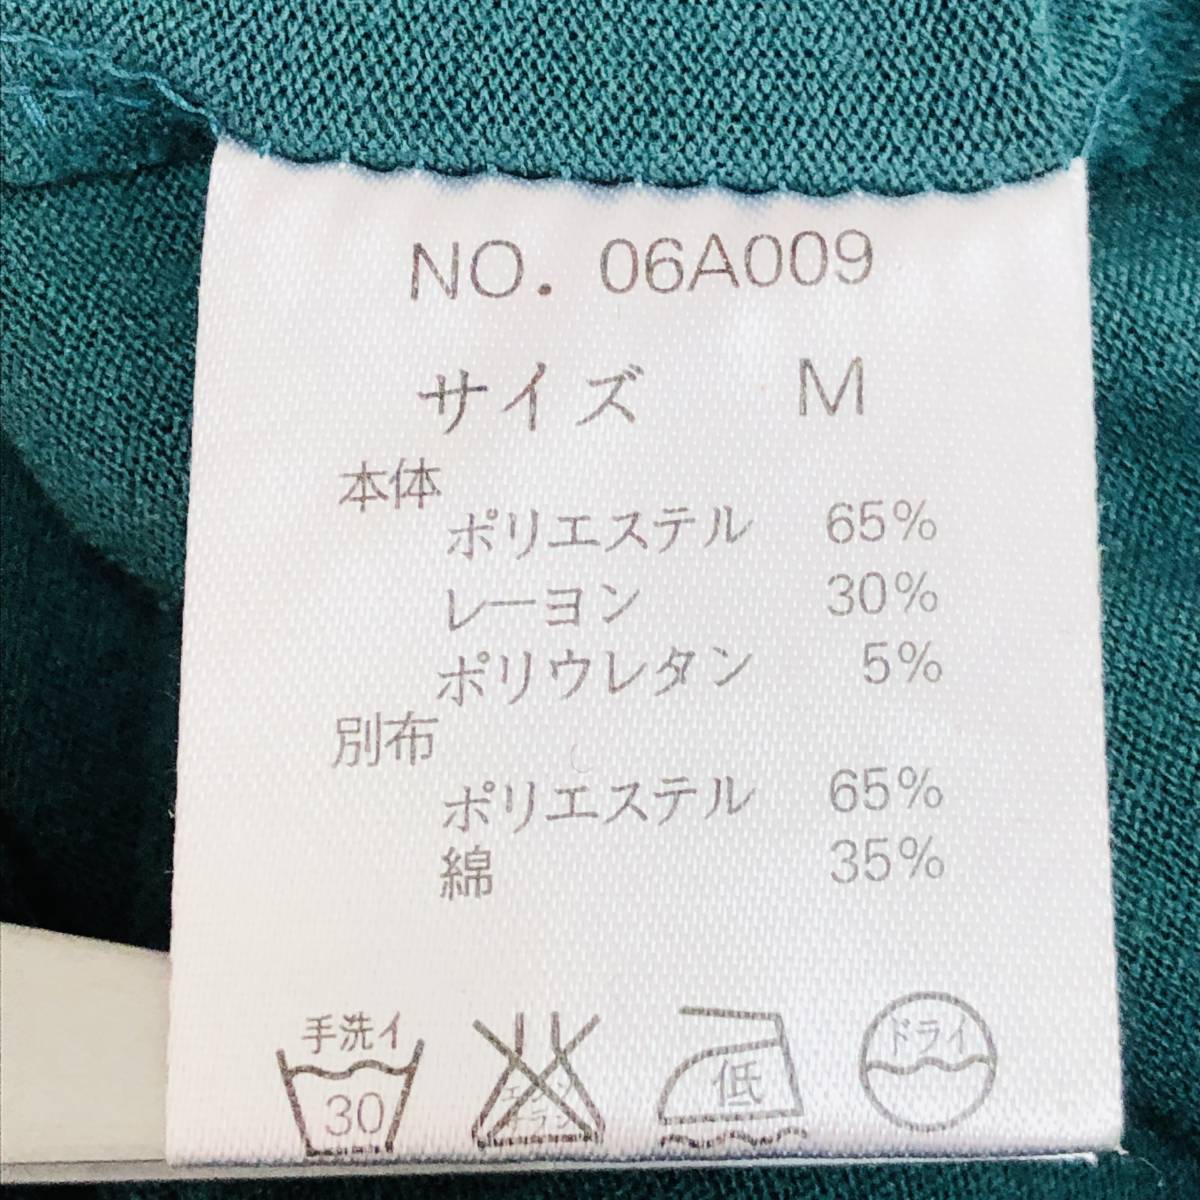 NO. 06A009
サイズ M
本体
ポリエステル 65%
レーヨン 30%
ポリウレタン 5%
別布
ポリエステル 65%
綿 35%
手洗イ
30
低
ドライ